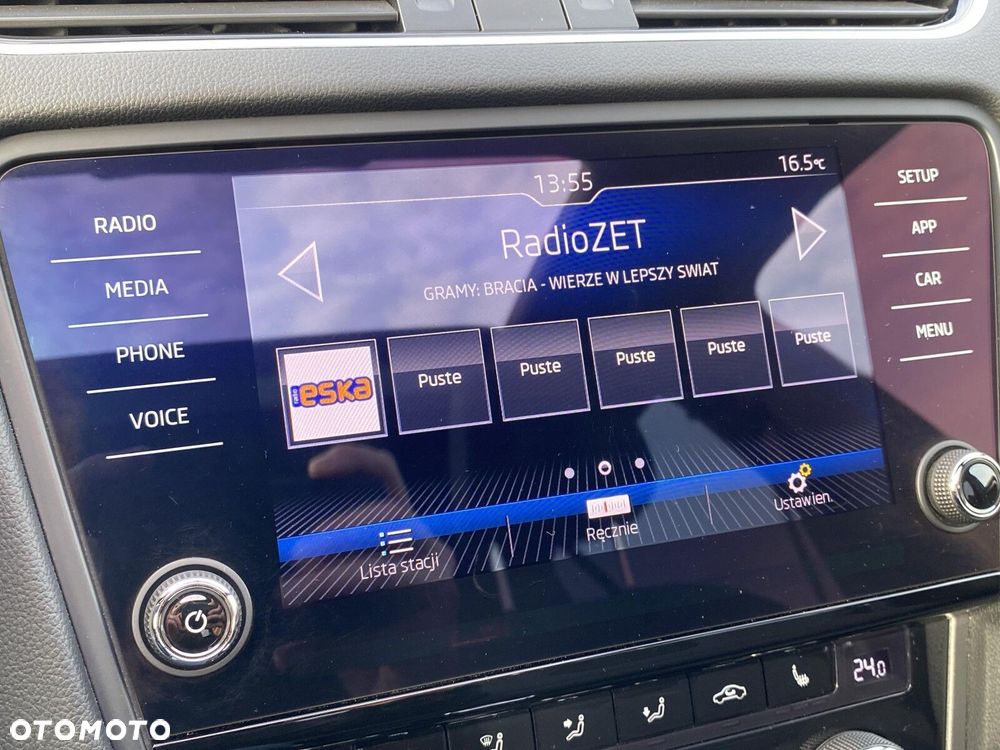 13:55
16.5°C
RADIO
MEDIA
PHONE
VOICE
RadioZET
GRAMY: BRACIA - WIERZE W LEPSZY SWIAT
radio eska
Puste
Puste
Puste
Puste
Puste
Lista stacji
Ręcznie
Ustawien.
SETUP
APP
CAR
MENU
24.0
OTOMOTO